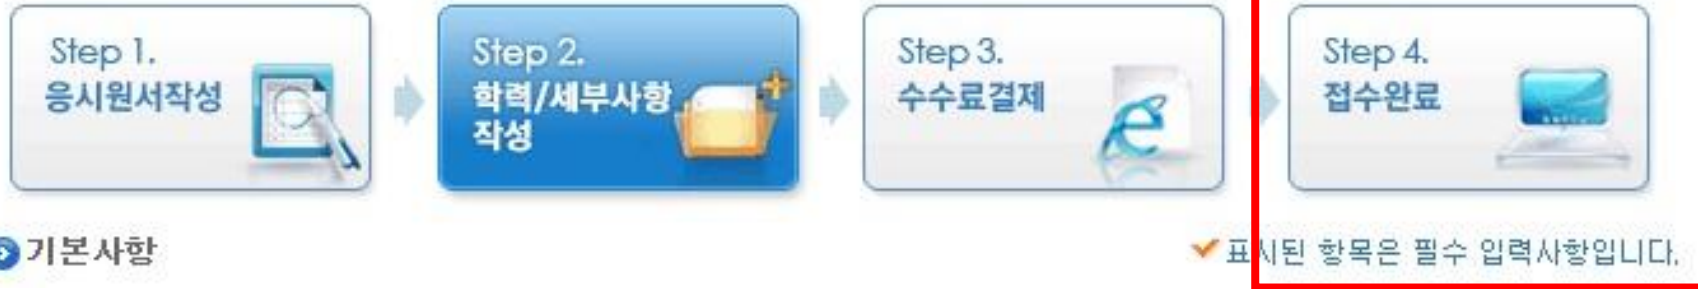 Step 1.
응시원서작성
Step 2.
학력/세부사항
작성
Step 3.
수수료결제
Step 4.
접수완료
기본사항
표시된 항목은 필수 입력사항입니다.